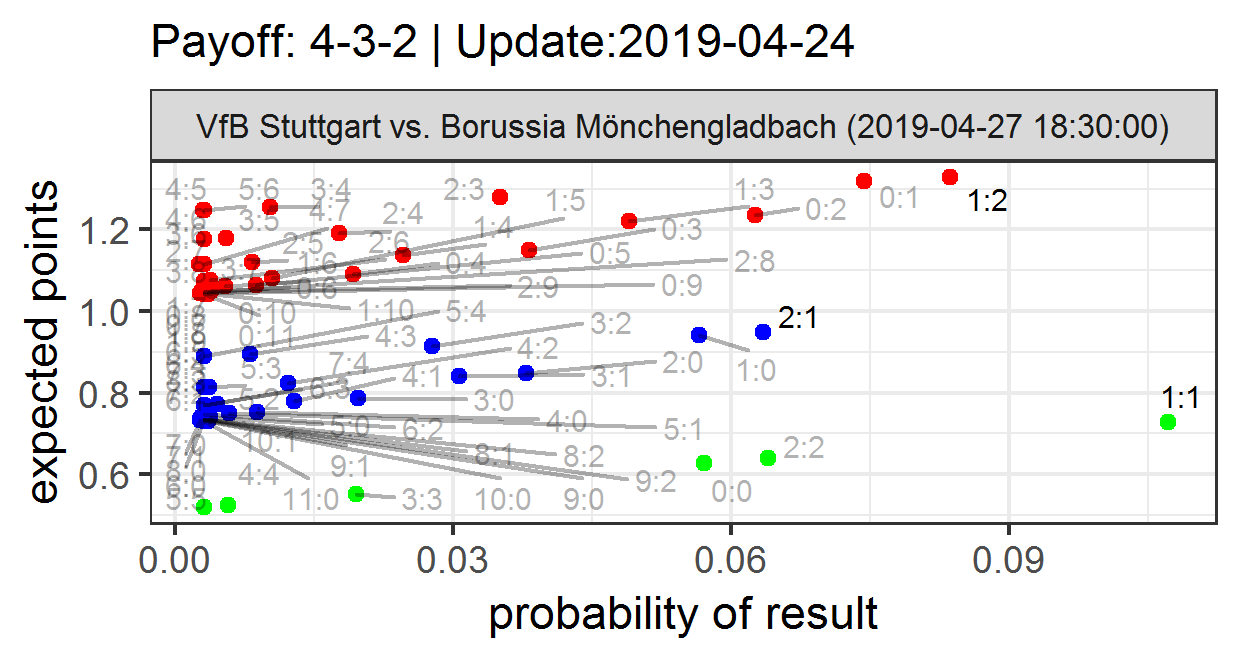 Payoff: 4-3-2 | Update:2019-04-24
VfB Stuttgart vs. Borussia Mönchengladbach (2019-04-27 18:30:00)
expected points
1.2
1.0
0.8
0.6
4:5 5:6 3:4 2:3 1:5 1:3 0:1 1:2
3:5 4:7 2:4 1:4 0:3 0:2
2:5 2:6 0:5
1:6 0:4 2:8
0:6 2:9 0:9
0:10 1:10 5:4 3:2 2:1
0:11 4:3
7:4 4:2 2:0 1:0
5:3 4:1 3:1
5:2 6:3 3:0 1:1
5:0 6:2 4:0 5:1
7:0 10:1 8:1 8:2 2:2
4:4 9:1 9:2 0:0
11:0 3:3 10:0 9:0
0.00 0.03 0.06 0.09
probability of result